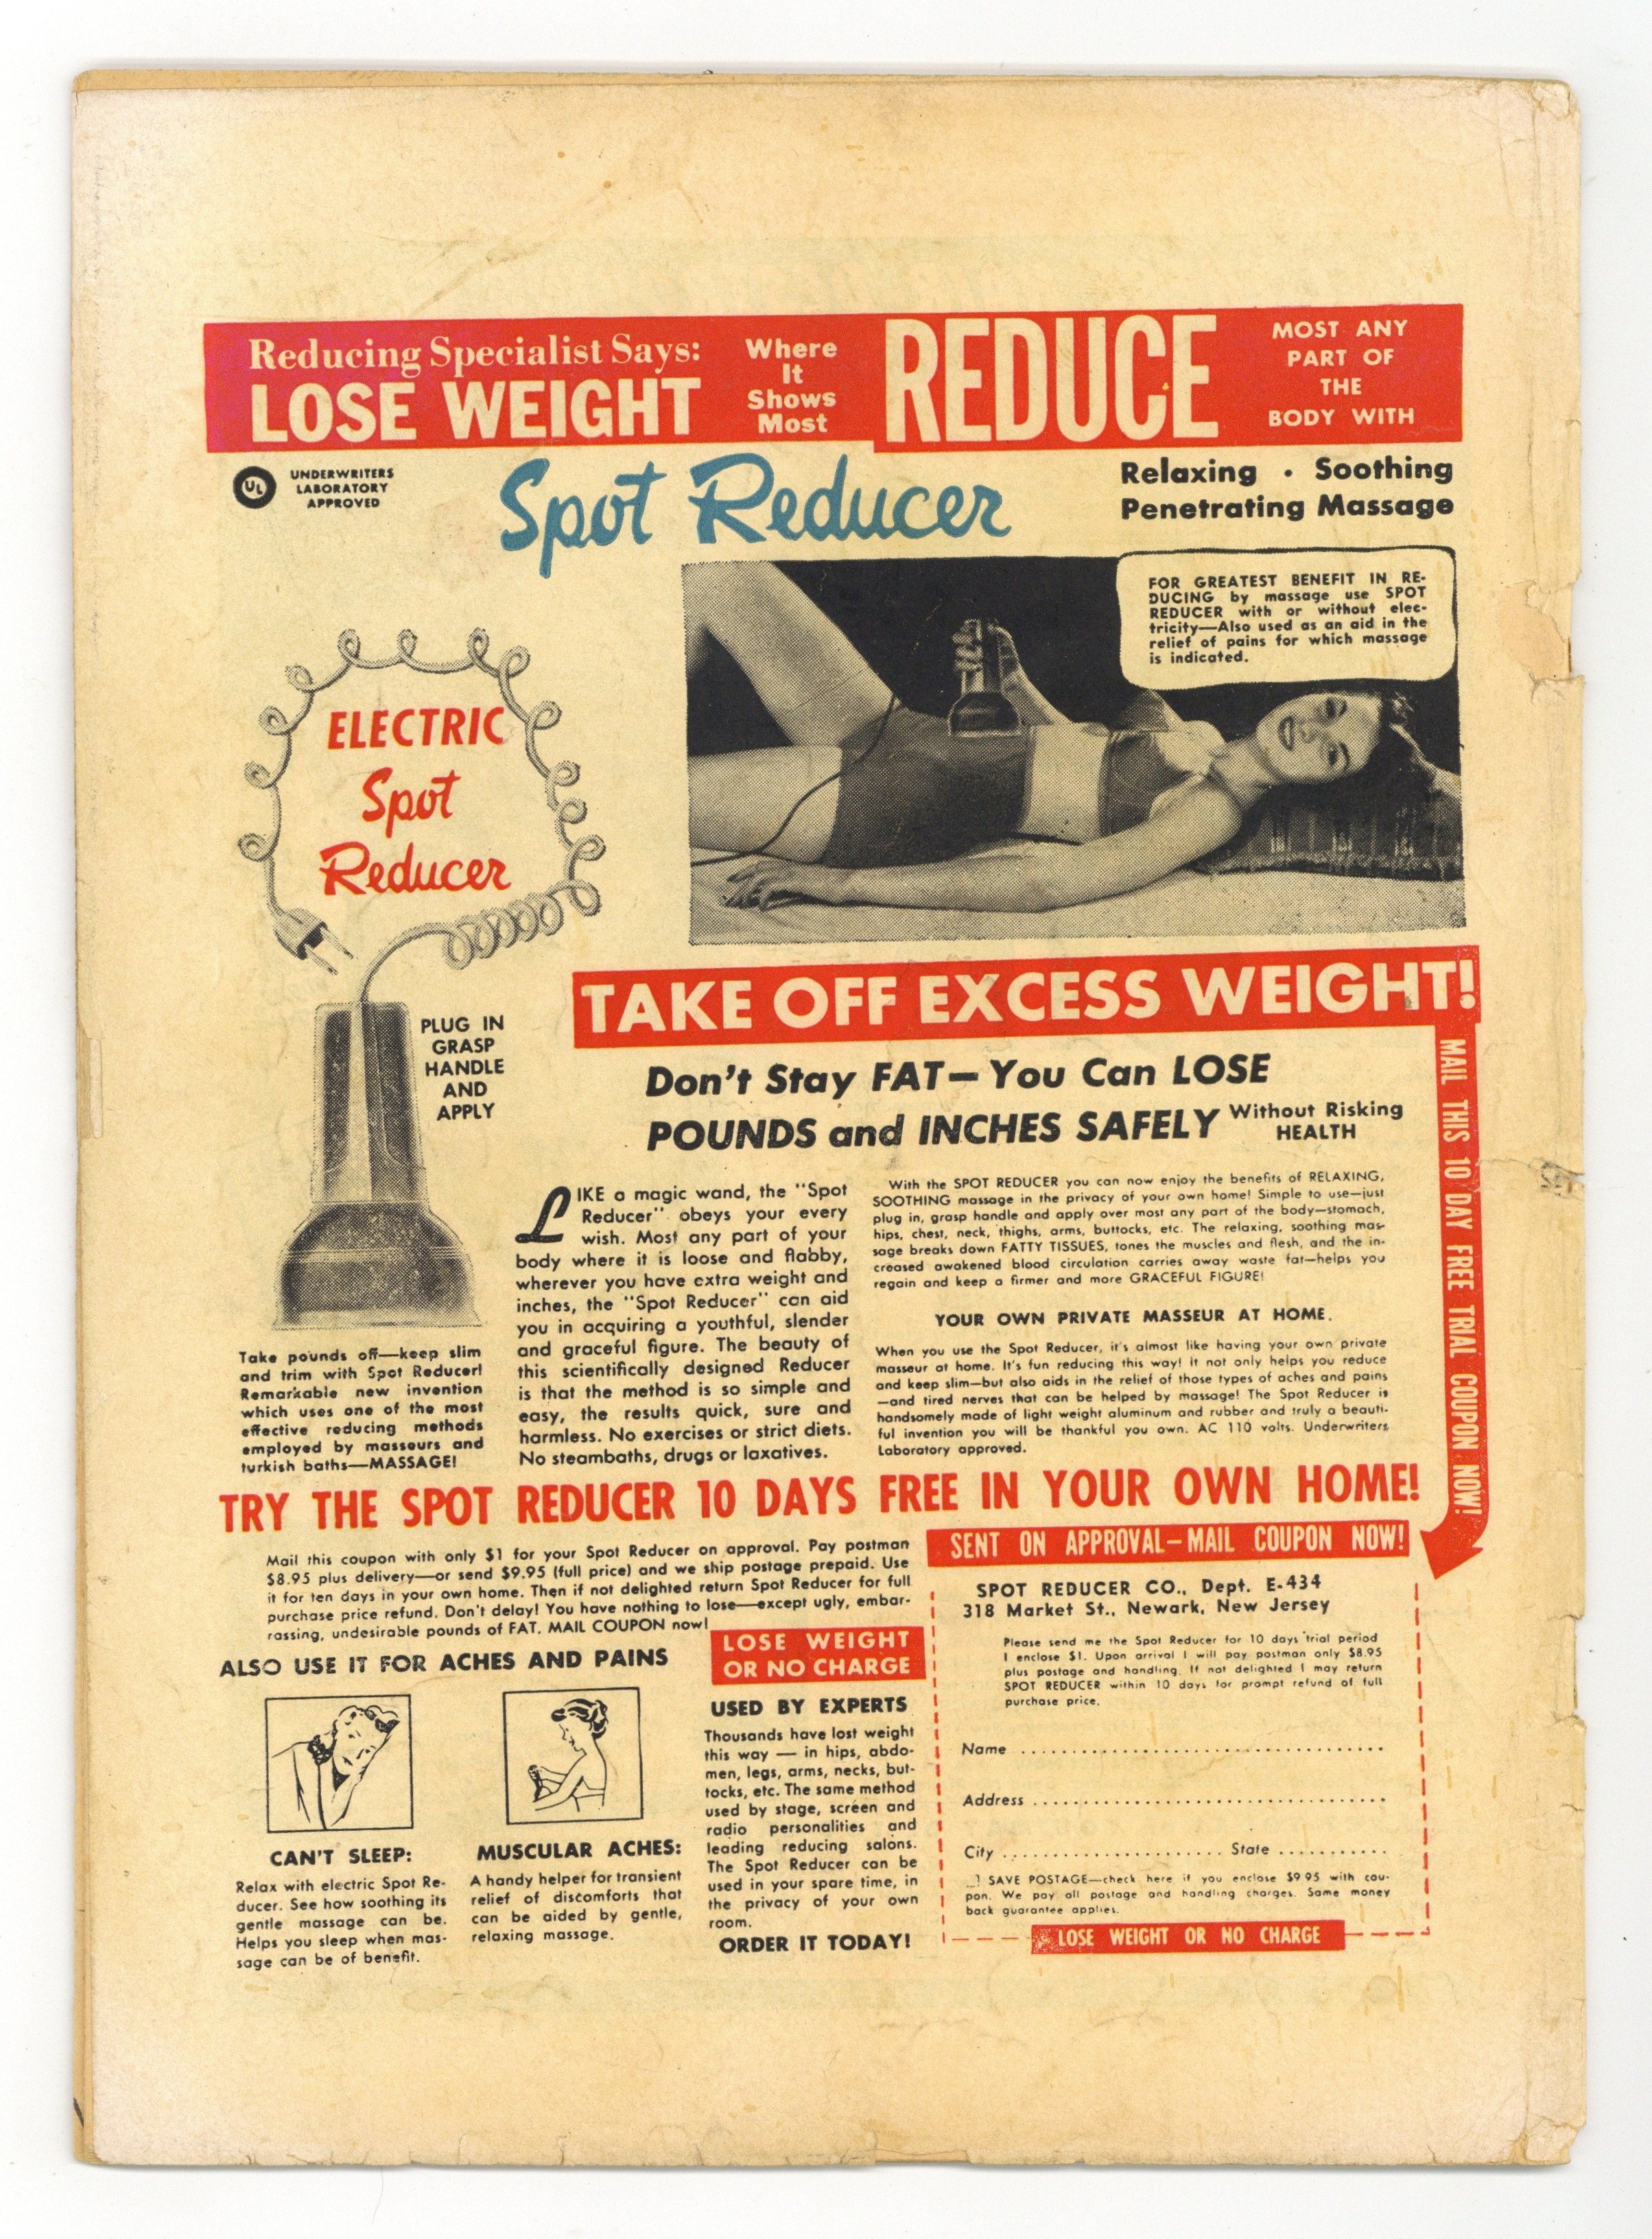 Reducing Specialist Says:
LOSE WEIGHT
Where
It
Shows
Most
REDUCE
MOST ANY
PART OF
THE
BODY WITH
UL
UNDERWRITERS
LABORATORY
APPROVED
Spot Reducer
Relaxing • Soothing
Penetrating Massage
FOR GREATEST BENEFIT IN RE-
DUCING by massage use SPOT
REDUCER with or without elec-
tricity—Also used as an aid in the
relief of pains for which massage
is indicated.
ELECTRIC
Spot
Reducer
PLUG IN
GRASP
HANDLE
AND
APPLY
Take pounds off—keep slim
and trim with Spot Reducer!
Remarkable new invention
which uses one of the most
effective reducing methods
employed by masseurs and
turkish baths—MASSAGE!
TAKE OFF EXCESS WEIGHT!
Don't Stay FAT—You Can LOSE
POUNDS and INCHES SAFELY Without Risking
HEALTH
LIKE a magic wand, the "Spot
Reducer" obeys your every
wish. Most any part of your
body where it is loose and flabby,
wherever you have extra weight and
inches, the "Spot Reducer" can aid
you in acquiring a youthful, slender
and graceful figure. The beauty of
this scientifically designed Reducer
is that the method is so simple and
easy, the results quick, sure and
harmless. No exercises or strict diets.
No steambaths, drugs or laxatives.
With the SPOT REDUCER you can now enjoy the benefits of RELAXING,
SOOTHING massage in the privacy of your own home! Simple to use—just
plug in, grasp handle and apply over most any part of the body—stomach,
hips, chest, neck, thighs, arms, buttocks, etc. The relaxing, soothing mas-
sage breaks down FATTY TISSUES, tones the muscles and flesh, and the in-
creased awakened blood circulation carries away waste fat—helps you
regain and keep a firmer and more GRACEFUL FIGURE!
YOUR OWN PRIVATE MASSEUR AT HOME.
When you use the Spot Reducer, it's almost like having your own private
masseur at home. It's fun reducing this way! It not only helps you reduce
and keep slim—but also aids in the relief of those types of aches and pains
—and tired nerves that can be helped by massage! The Spot Reducer is
handsomely made of light weight aluminum and rubber and truly a beauti-
ful invention you will be thankful you own. AC 110 volts. Underwriters
Laboratory approved.
MAIL THIS 10 DAY FREE TRIAL COUPON NOW!
TRY THE SPOT REDUCER 10 DAYS FREE IN YOUR OWN HOME!
Mail this coupon with only $1 for your Spot Reducer on approval. Pay postman
$8.95 plus delivery—or send $9.95 (full price) and we ship postage prepaid. Use
it for ten days in your own home. Then if not delighted return Spot Reducer for full
purchase price refund. Don't delay! You have nothing to lose—except ugly, embar-
rassing, undesirable pounds of FAT. MAIL COUPON now!
ALSO USE IT FOR ACHES AND PAINS
CAN'T SLEEP:
Relax with electric Spot Re-
ducer. See how soothing its
gentle massage can be.
Helps you sleep when mas-
sage can be of benefit.
MUSCULAR ACHES:
A handy helper for transient
relief of discomforts that
can be aided by gentle,
relaxing massage.
LOSE WEIGHT
OR NO CHARGE
USED BY EXPERTS
Thousands have lost weight
this way — in hips, abdo-
men, legs, arms, necks, but-
tocks, etc. The same method
used by stage, screen and
radio personalities and
leading reducing salons.
The Spot Reducer can be
used in your spare time, in
the privacy of your own
room.
ORDER IT TODAY!
SENT ON APPROVAL—MAIL COUPON NOW!
SPOT REDUCER CO., Dept. E-434
318 Market St., Newark, New Jersey
Please send me the Spot Reducer for 10 days trial period
I enclose $1. Upon arrival I will pay postman only $8.95
plus postage and handling. If not delighted I may return
SPOT REDUCER within 10 days for prompt refund of full
purchase price.
Name
Address
City State
SAVE POSTAGE—check here if you enclose $9.95 with cou-
pon. We pay all postage and handling charges. Same money
back guarantee applies.
LOSE WEIGHT OR NO CHARGE